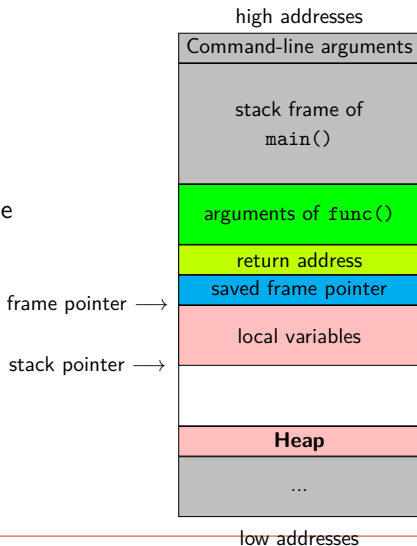 high addresses
Command-line arguments
stack frame of
main()
e
arguments of func()
return address
saved frame pointer
frame pointer ⟶
local variables
stack pointer ⟶
Heap
...
low addresses